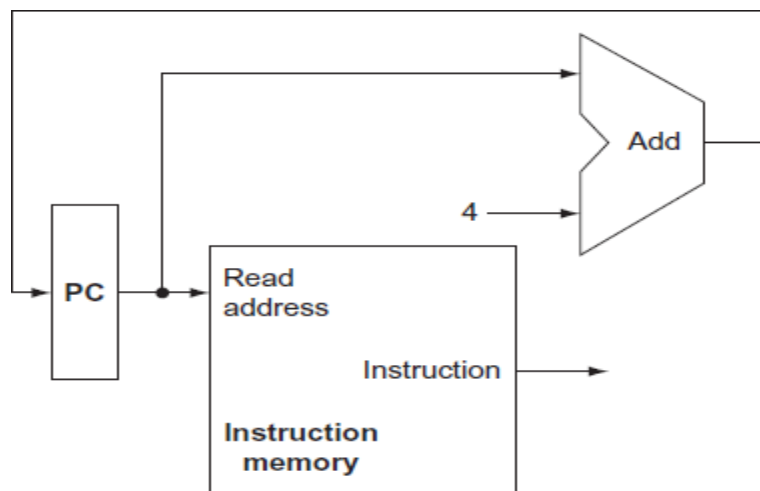 Add
4
PC
Read
address
Instruction
Instruction
memory